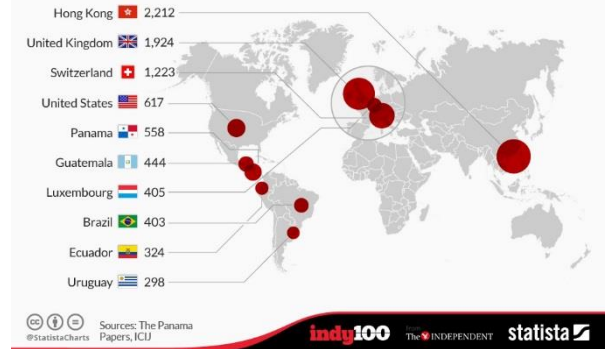 Hong Kong 2,212
United Kingdom 1,924
Switzerland 1,223
United States 617
Panama 558
Guatemala 444
Luxembourg 405
Brazil 403
Ecuador 324
Uruguay 298
@StatistaCharts Sources: The Panama
Papers, ICIJ
indy100 from The INDEPENDENT statista